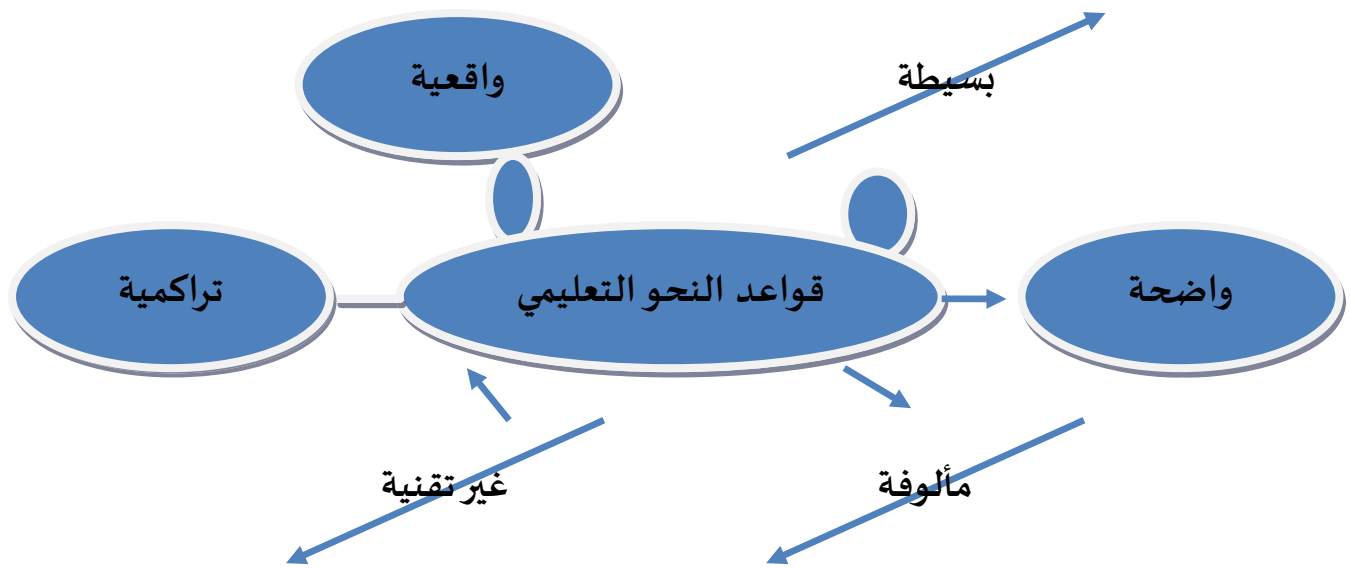 بسيطة
واقعية
واضحة
قواعد النحو التعليمي
تراكمية
مألوفة
غير تقنية